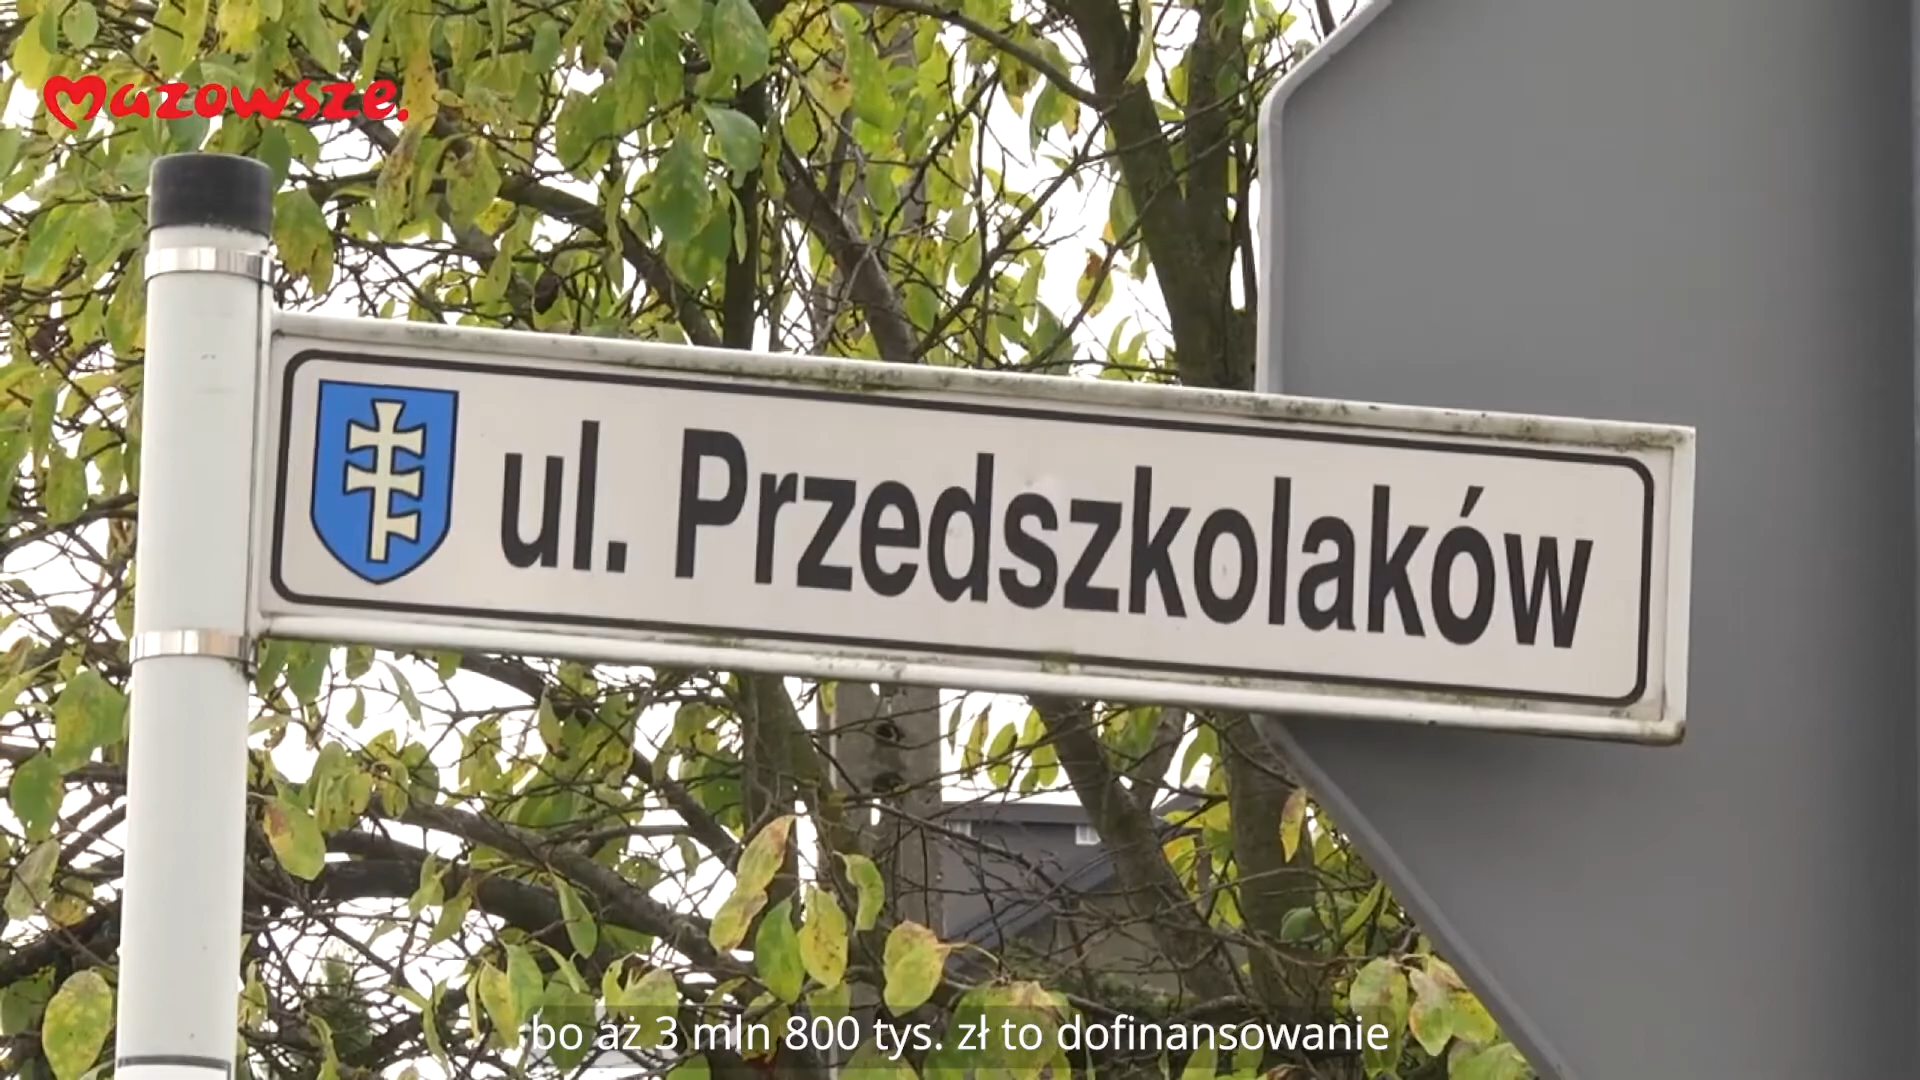 Mazowsze.
ul. Przedszkolaków
bo aż 3 mln 800 tys. zł to dofinansowanie